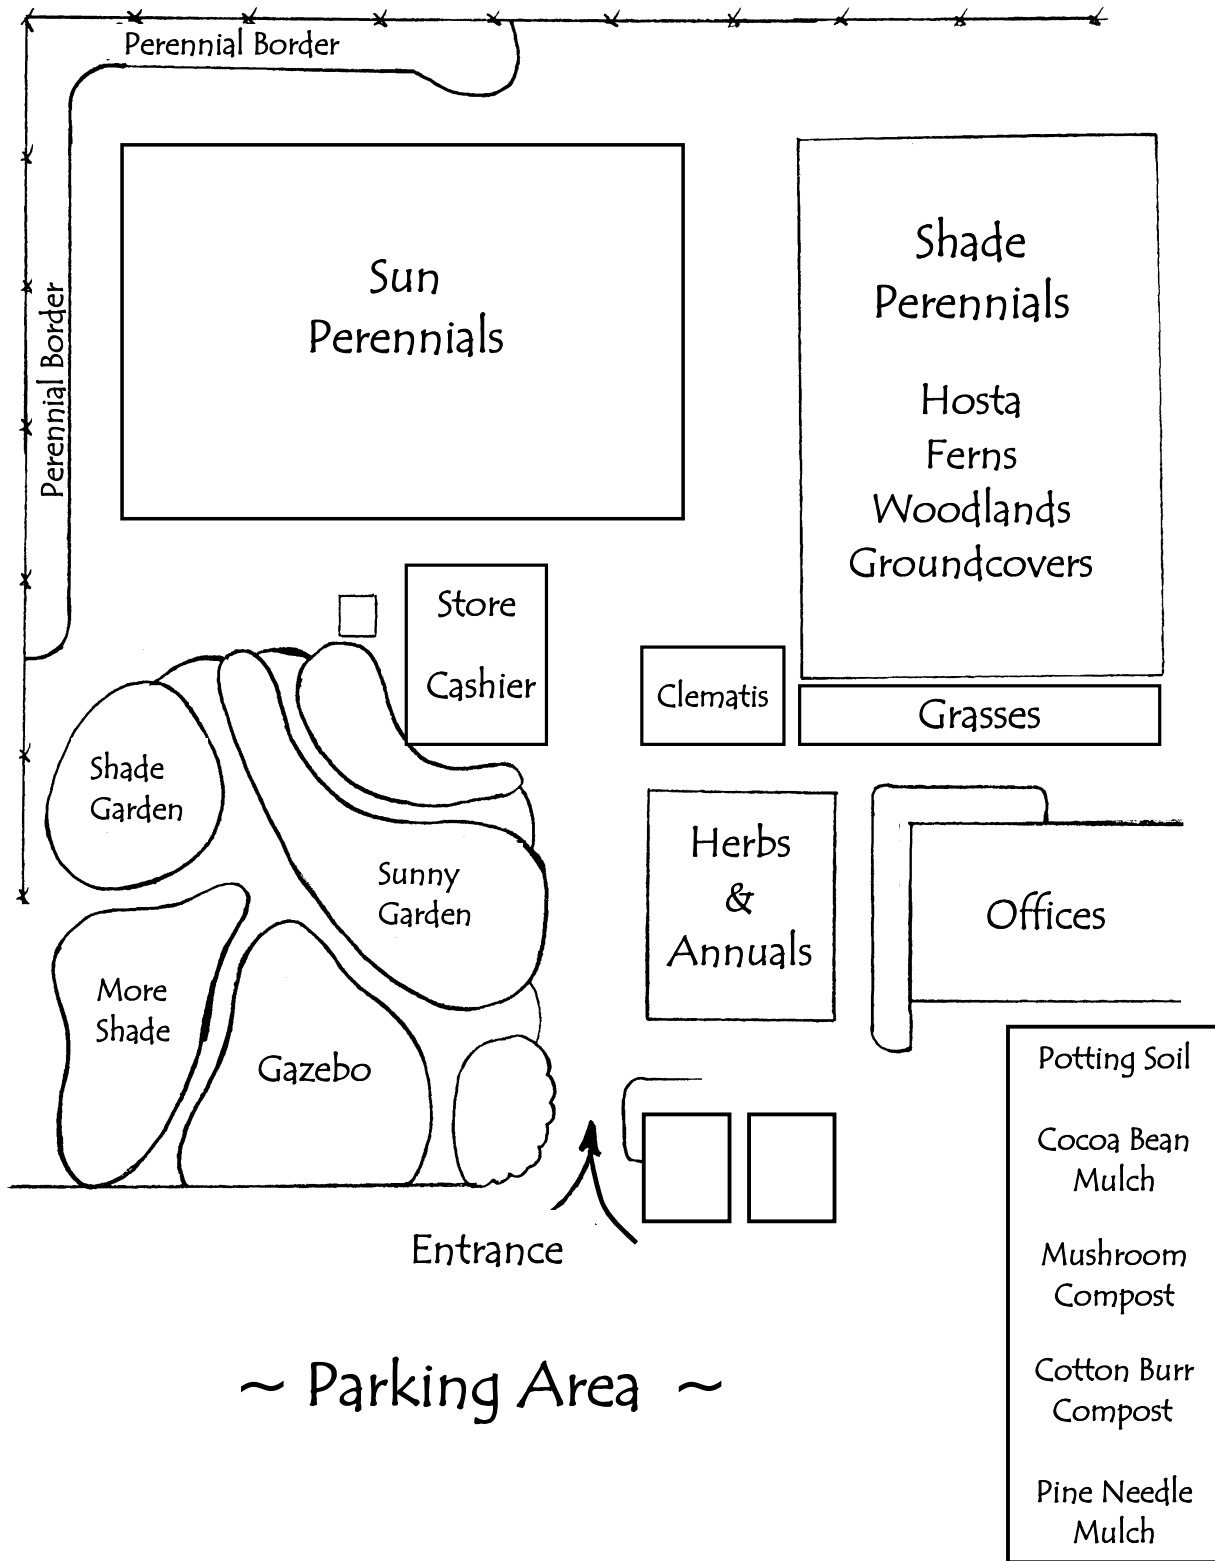 Perennial Border
Perennial Border
Sun
Perennials
Shade
Perennials
Hosta
Ferns
Woodlands
Groundcovers
Store
Cashier
Clematis
Grasses
Shade
Garden
Sunny
Garden
Herbs
&
Annuals
Offices
More
Shade
Gazebo
Potting Soil
Cocoa Bean
Mulch
Mushroom
Compost
Cotton Burr
Compost
Pine Needle
Mulch
Entrance
~ Parking Area ~